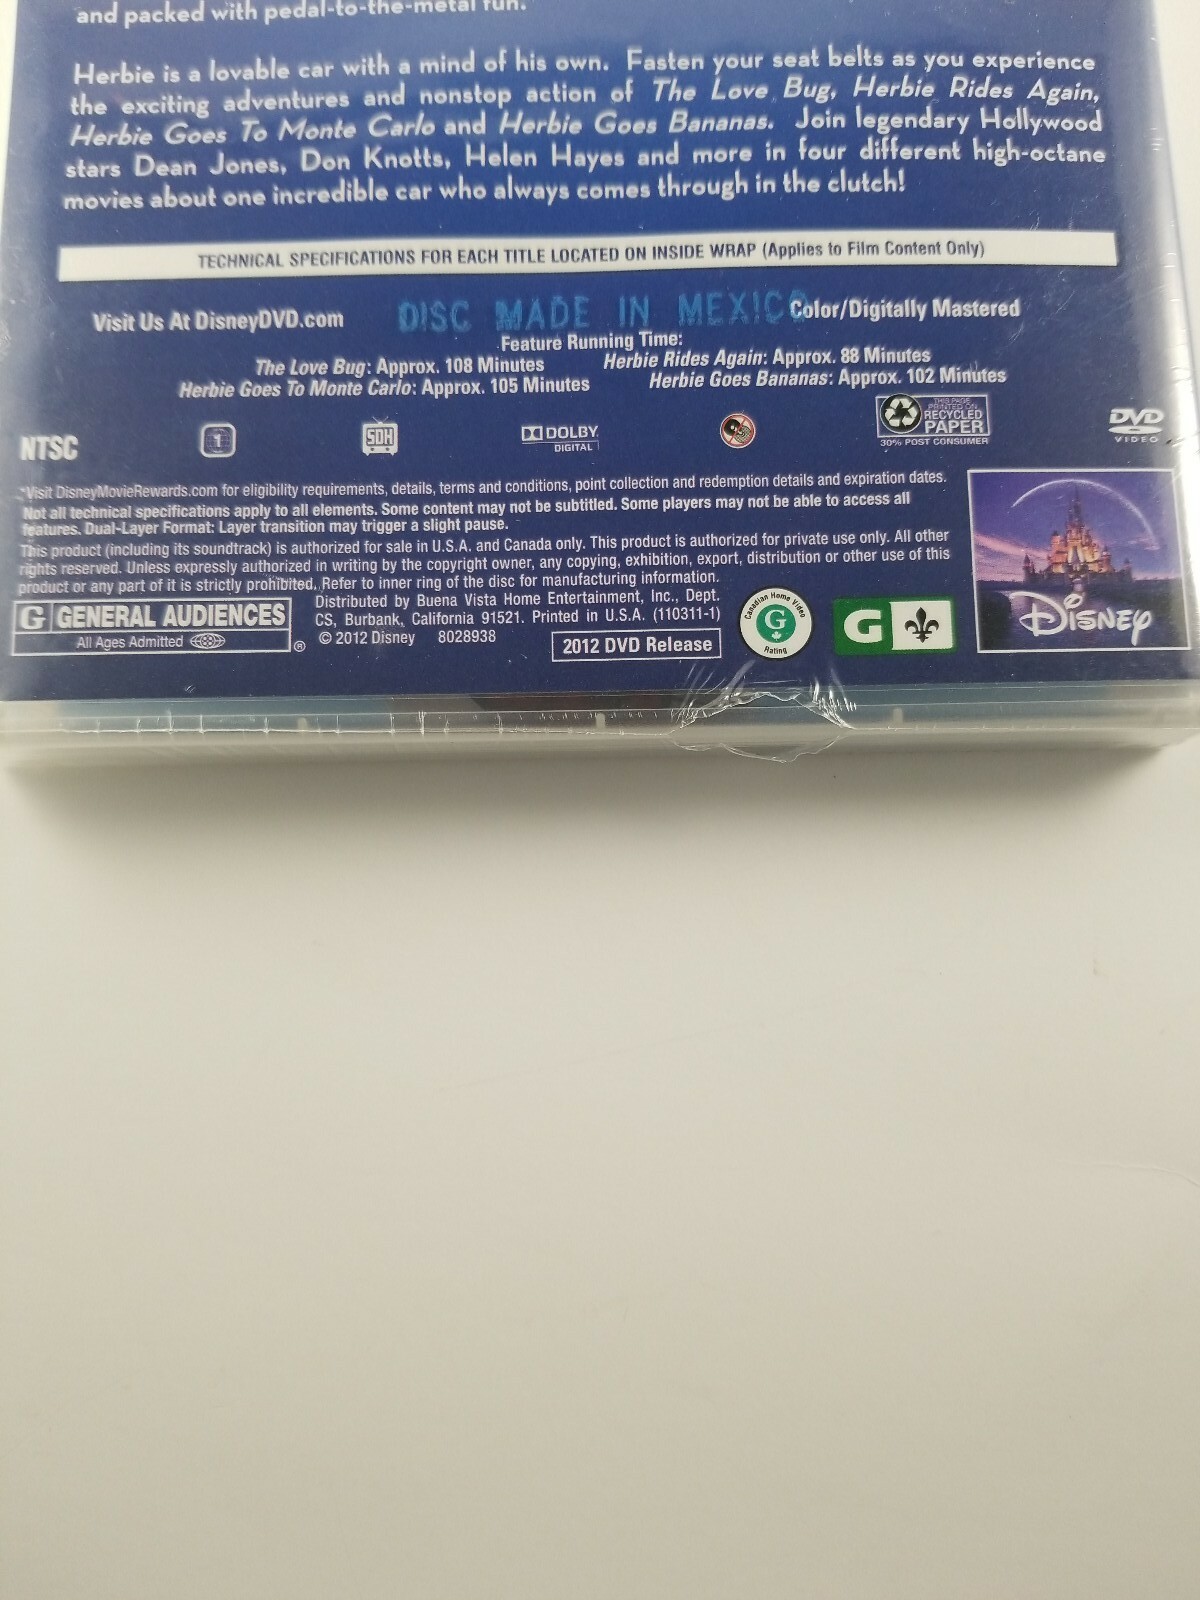 and packed with pedal-to-the-metal fun.
Herbie is a lovable car with a mind of his own. Fasten your seat belts as you experience
the exciting adventures and nonstop action of The Love Bug, Herbie Rides Again,
Herbie Goes To Monte Carlo and Herbie Goes Bananas. Join legendary Hollywood
stars Dean Jones, Don Knotts, Helen Hayes and more in four different high-octane
movies about one incredible car who always comes through in the clutch!
TECHNICAL SPECIFICATIONS FOR EACH TITLE LOCATED ON INSIDE WRAP (Applies to Film Content Only)
Visit Us At DisneyDVD.com DISC MADE IN MEXICO Color/Digitally Mastered
Feature Running Time:
The Love Bug: Approx. 108 Minutes Herbie Rides Again: Approx. 88 Minutes
Herbie Goes To Monte Carlo: Approx. 105 Minutes Herbie Goes Bananas: Approx. 102 Minutes
NTSC 1 SDH DOLBY DIGITAL
THIS PAGE PRINTED ON RECYCLED PAPER
30% POST CONSUMER
DVD VIDEO
*Visit DisneyMovieRewards.com for eligibility requirements, details, terms and conditions, point collection and redemption details and expiration dates.
Not all technical specifications apply to all elements. Some content may not be subtitled. Some players may not be able to access all
features. Dual-Layer Format: Layer transition may trigger a slight pause.
This product (including its soundtrack) is authorized for sale in U.S.A. and Canada only. This product is authorized for private use only. All other
rights reserved. Unless expressly authorized in writing by the copyright owner, any copying, exhibition, export, distribution or other use of this
product or any part of it is strictly prohibited. Refer to inner ring of the disc for manufacturing information.
G GENERAL AUDIENCES
All Ages Admitted ®
Distributed by Buena Vista Home Entertainment, Inc., Dept.
CS, Burbank, California 91521. Printed in U.S.A. (110311-1)
© 2012 Disney 8028938
2012 DVD Release
Canadian Home Video
G
Rating
G
Disney